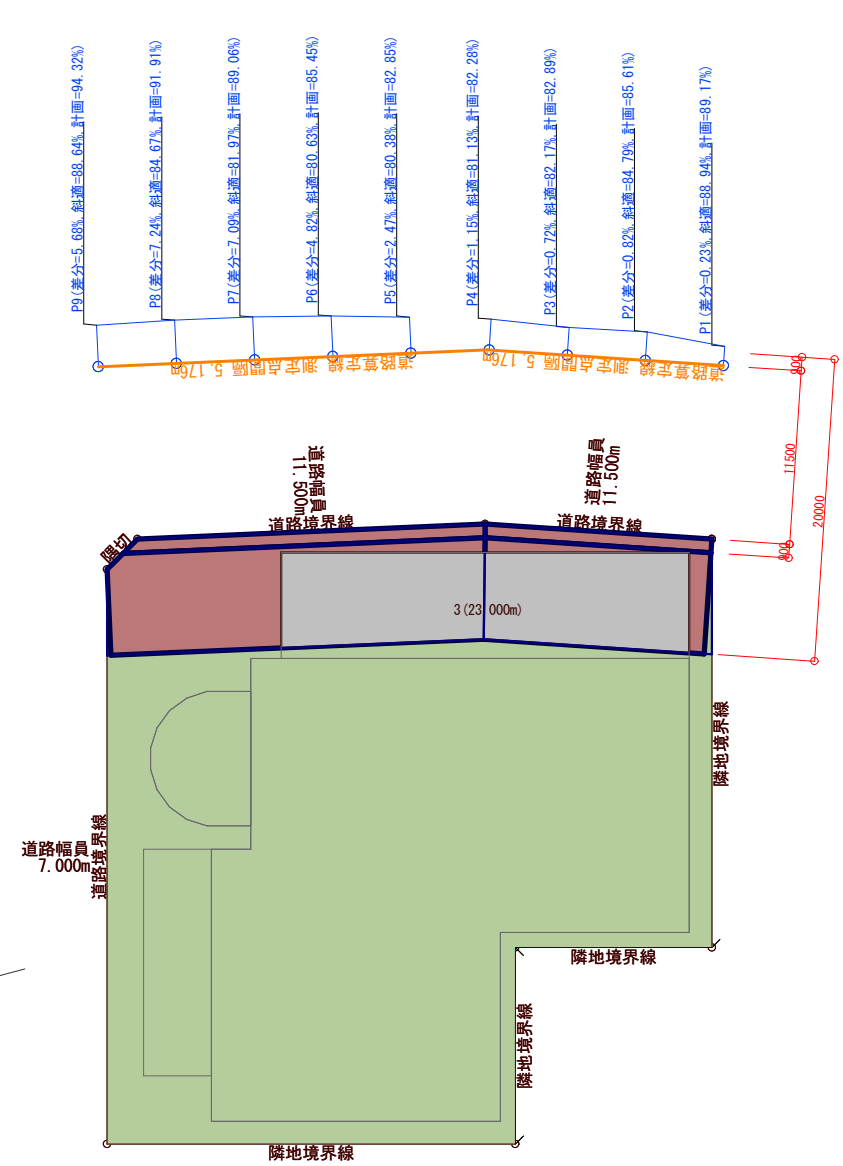 P9(差分=5.68%,斜適=88.64%,計画=94.32%)
P8(差分=7.24%,斜適=84.67%,計画=91.91%)
P7(差分=7.09%,斜適=81.97%,計画=89.06%)
P6(差分=4.82%,斜適=80.63%,計画=85.45%)
P5(差分=2.47%,斜適=80.38%,計画=82.85%)
P4(差分=1.15%,斜適=81.13%,計画=82.28%)
P3(差分=0.72%,斜適=82.17%,計画=82.89%)
P2(差分=0.82%,斜適=84.79%,計画=85.61%)
P1(差分=0.23%,斜適=88.94%,計画=89.17%)
道路算定線 測定点間隔 5.176m
道路算定線 測定点間隔 5.176m
900
11500
20000
900
道路幅員
11.500m
道路幅員
11.500m
道路境界線
道路境界線
隅切
3(23.000m)
隣地境界線
道路幅員
7.000m
道路境界線
隣地境界線
隣地境界線
隣地境界線